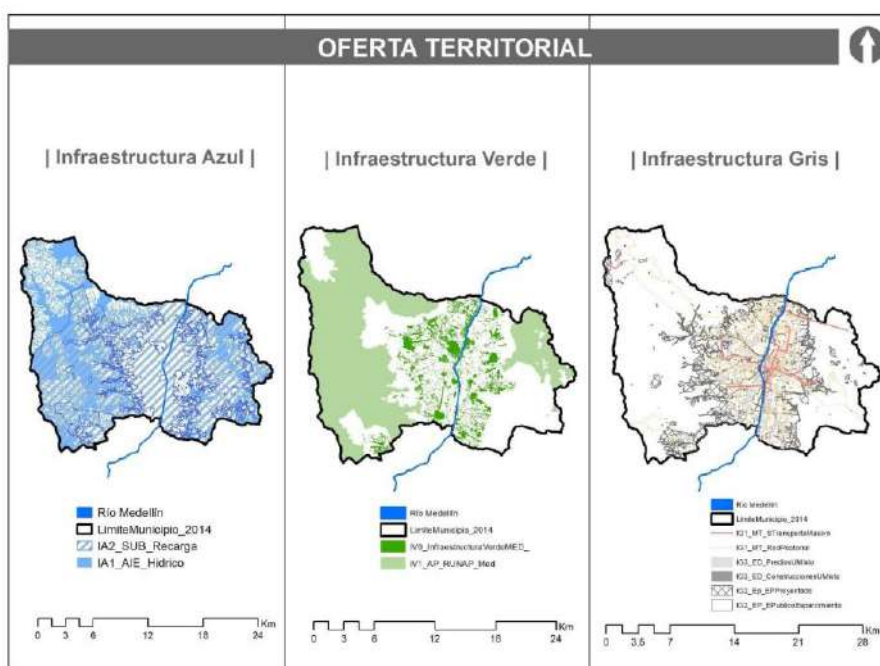 OFERTA TERRITORIAL
| Infraestructura Azul |
Río Medellín
LimiteMunicipio_2014
IA2_SUB_Recarga
IA1_AIE_Hidrico
0 3 6 12 18 24 Km
| Infraestructura Verde |
Río Medellín
LimiteMunicipio_2014
IV0_InfraestructuraVerdeMED_
IV1_AP_RUNAP_Med
0 3 6 12 18 24 Km
| Infraestructura Gris |
Río Medellín
LimiteMunicipio_2014
0 3.5 7 14 21 28 Km